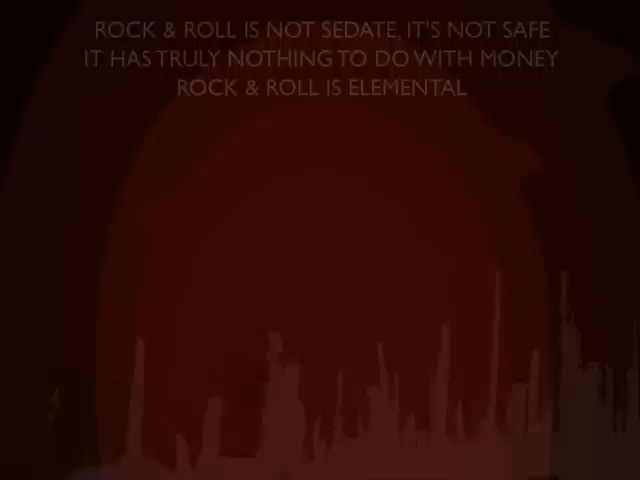 ROCK & ROLL IS NOT SEDATE, IT'S NOT SAFE
IT HAS TRULY NOTHING TO DO WITH MONEY
ROCK & ROLL IS ELEMENTAL